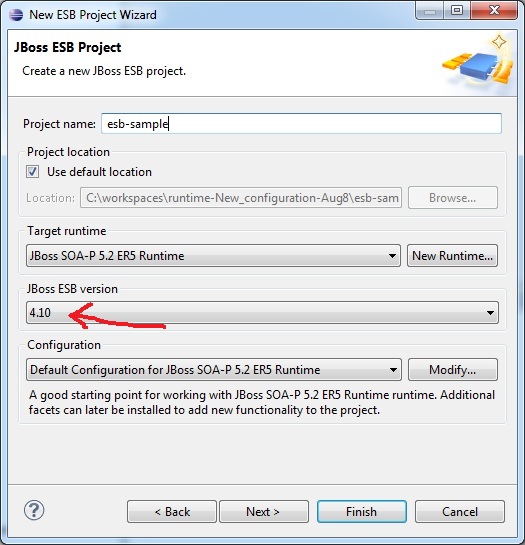 New ESB Project Wizard
JBoss ESB Project
Create a new JBoss ESB project.
Project name: esb-sample
Project location
Use default location
Location: C:\workspaces\runtime-New_configuration-Aug8\esb-sam Browse...
Target runtime
JBoss SOA-P 5.2 ER5 Runtime New Runtime...
JBoss ESB version
4.10
Configuration
Default Configuration for JBoss SOA-P 5.2 ER5 Runtime Modify...
A good starting point for working with JBoss SOA-P 5.2 ER5 Runtime runtime. Additional
facets can later be installed to add new functionality to the project.
? < Back Next > Finish Cancel